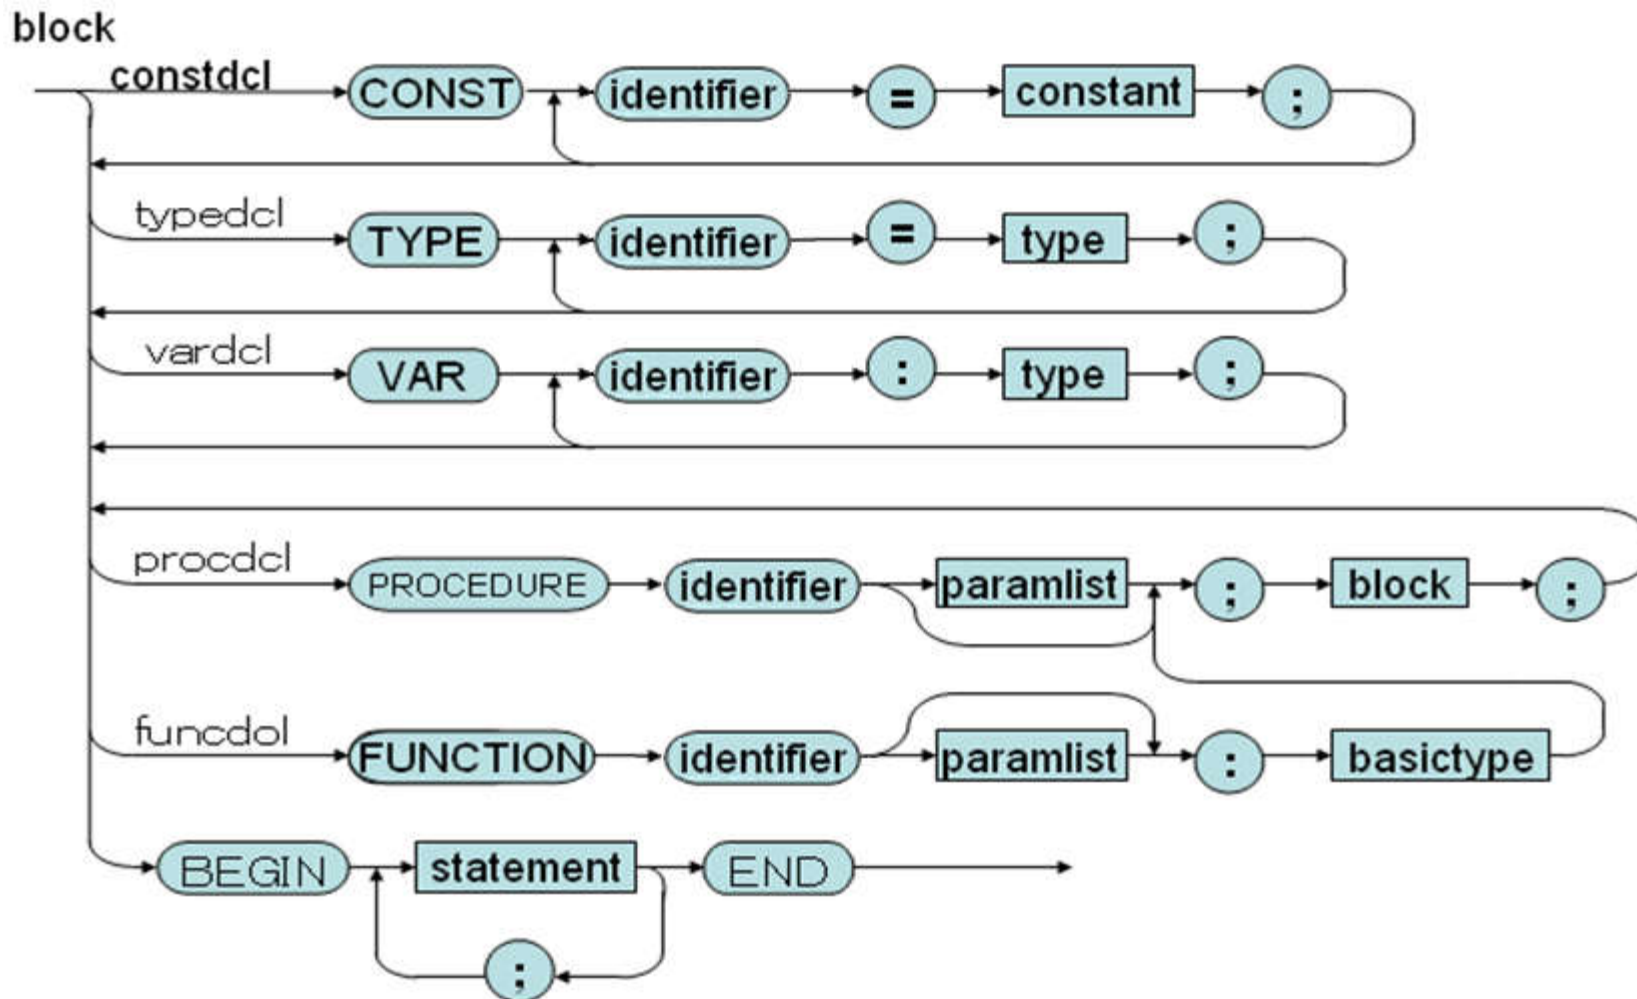 block
constdcl
CONST identifier = constant ;
typedcl
TYPE identifier = type ;
vardcl
VAR identifier : type ;
procdcl
PROCEDURE identifier paramlist ; block ;
funcdol
FUNCTION identifier paramlist : basictype
BEGIN statement END
;